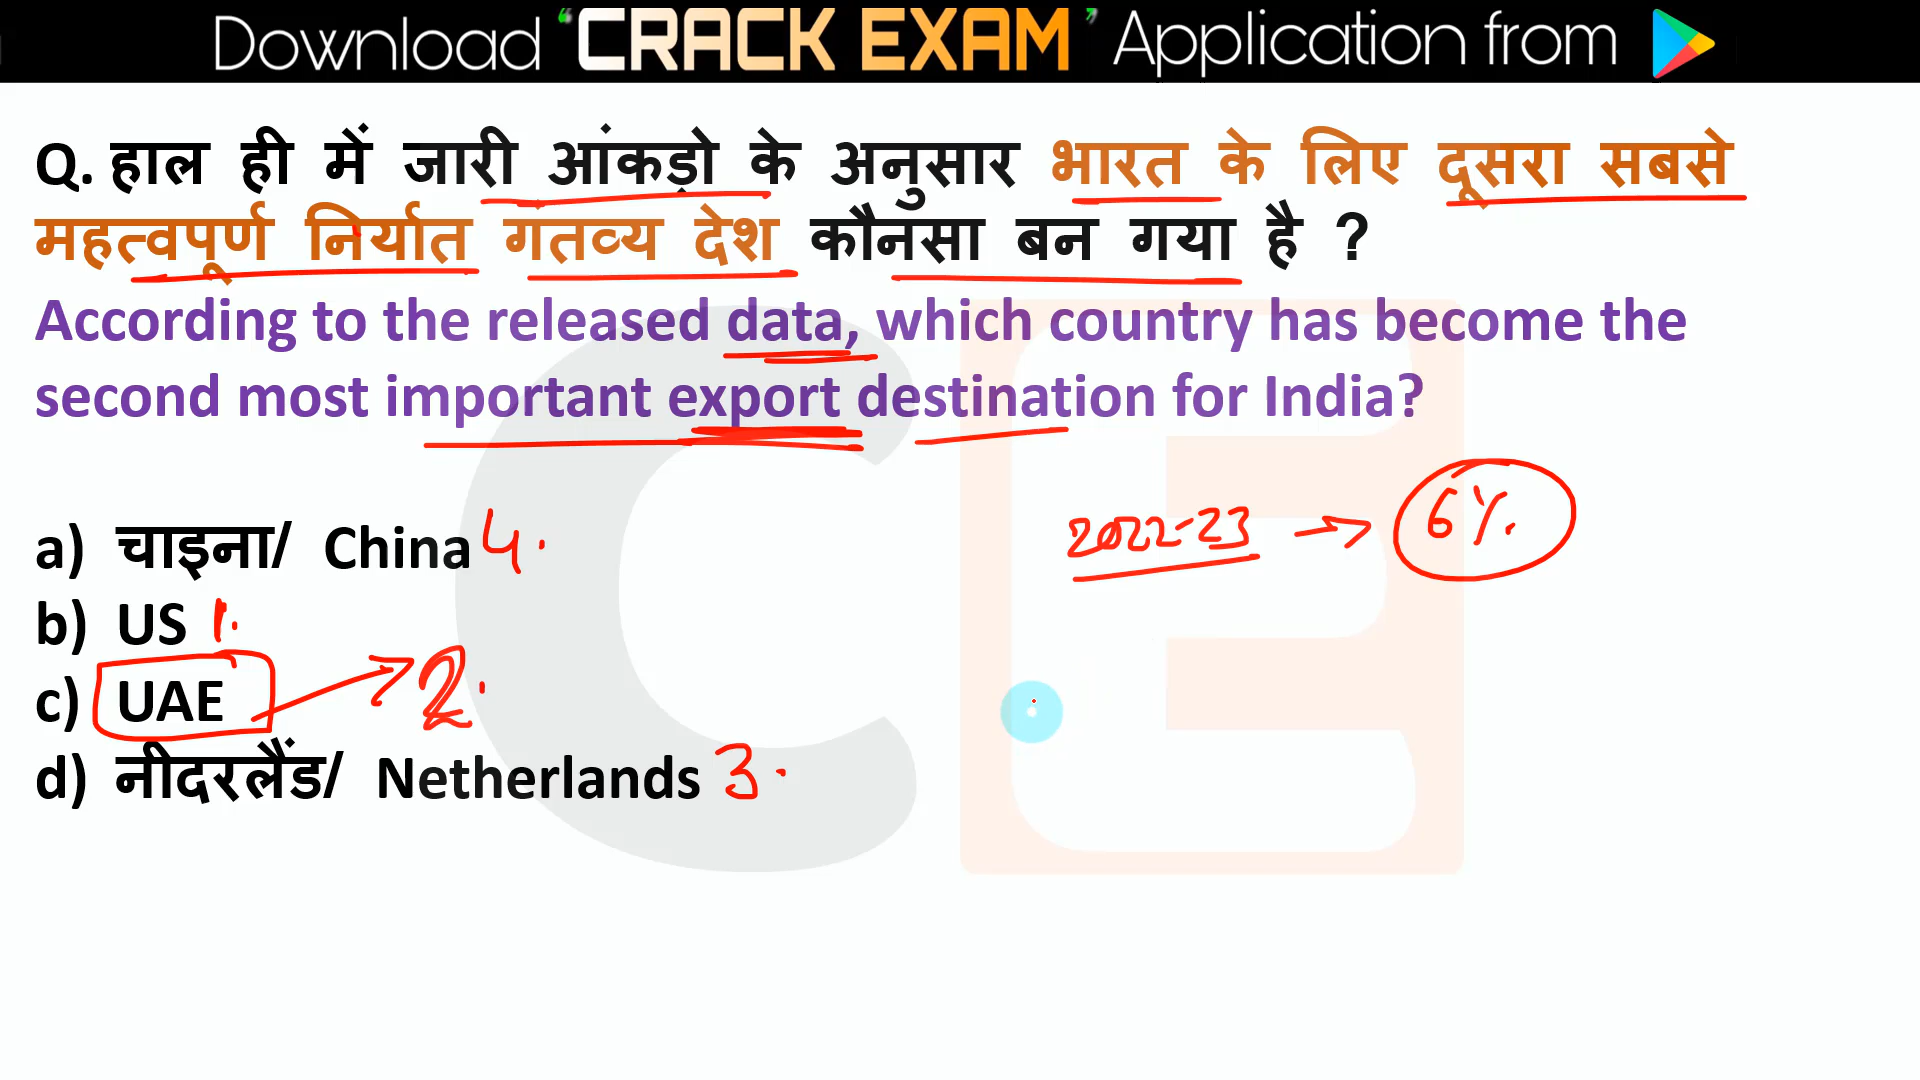 Download ‘CRACK EXAM’ Application from
Q. हाल ही में जारी आंकड़ो के अनुसार भारत के लिए दूसरा सबसे
महत्वपूर्ण निर्यात गंतव्य देश कौनसा बन गया है ?
According to the released data, which country has become the
second most important export destination for India?
a) चाइना/ China 4.
2022-23 → 6%.
b) US 1.
c) UAE → 2.
d) नीदरलैंड/ Netherlands 3.
CE